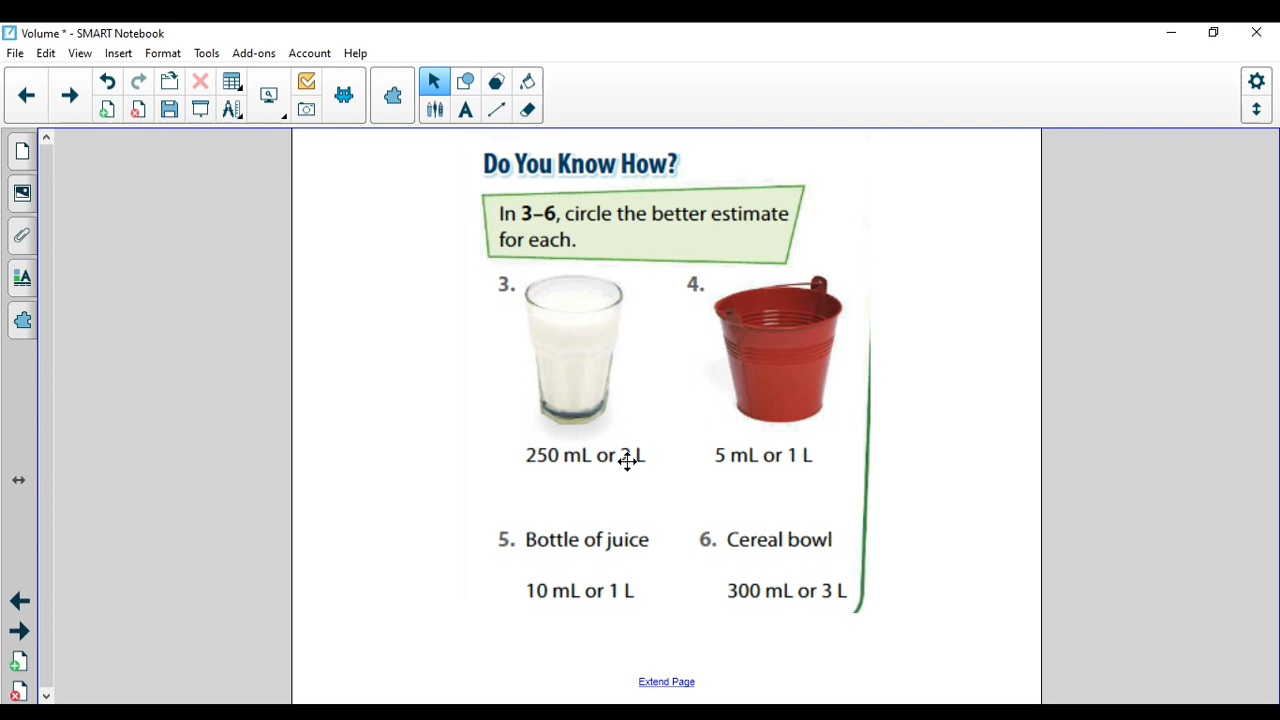 Volume * - SMART Notebook
File Edit View Insert Format Tools Add-ons Account Help
Do You Know How?
In 3–6, circle the better estimate
for each.
3.
4.
250 mL or L
5 mL or 1 L
5. Bottle of juice
6. Cereal bowl
10 mL or 1 L
300 mL or 3 L
Extend Page